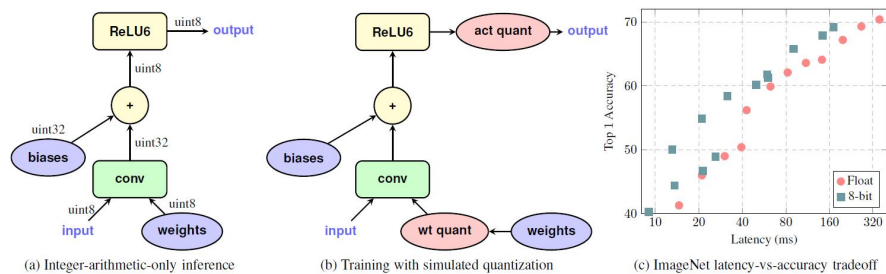 uint8
ReLU6
output
uint8
+
uint32
biases
uint32
conv
uint8
uint8
input
weights
(a) Integer-arithmetic-only inference
ReLU6
act quant
output
+
biases
conv
input
wt quant
weights
(b) Training with simulated quantization
Top 1 Accuracy
70
60
50
40
Float
8-bit
10 20 40 80 160 320
Latency (ms)
(c) ImageNet latency-vs-accuracy tradeoff